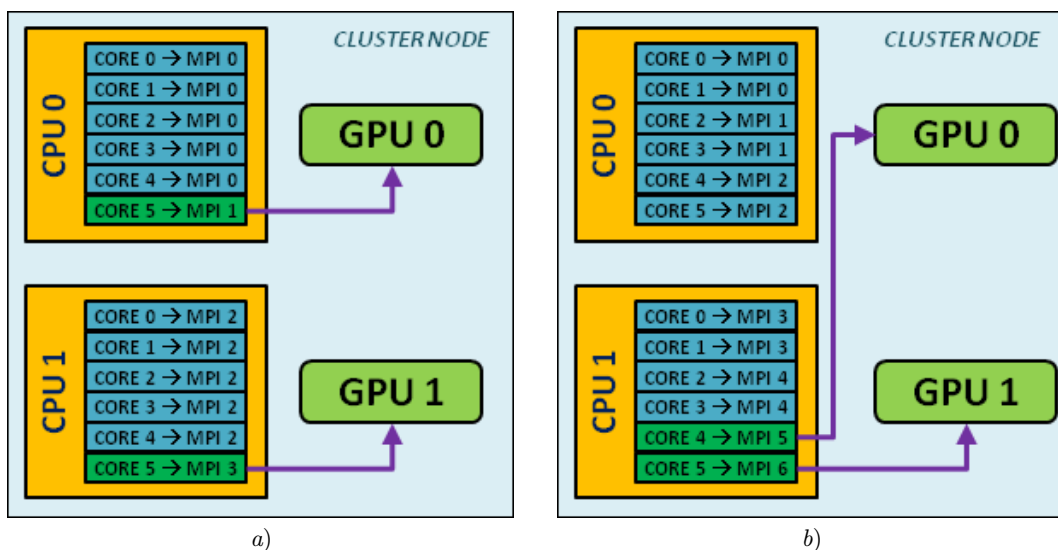 CLUSTER NODE
CPU 0
CORE 0 → MPI 0
CORE 1 → MPI 0
CORE 2 → MPI 0
CORE 3 → MPI 0
CORE 4 → MPI 0
CORE 5 → MPI 1
GPU 0
CPU 1
CORE 0 → MPI 2
CORE 1 → MPI 2
CORE 2 → MPI 2
CORE 3 → MPI 2
CORE 4 → MPI 2
CORE 5 → MPI 3
GPU 1
a)
CLUSTER NODE
CPU 0
CORE 0 → MPI 0
CORE 1 → MPI 0
CORE 2 → MPI 1
CORE 3 → MPI 1
CORE 4 → MPI 2
CORE 5 → MPI 2
GPU 0
CPU 1
CORE 0 → MPI 3
CORE 1 → MPI 3
CORE 2 → MPI 4
CORE 3 → MPI 4
CORE 4 → MPI 5
CORE 5 → MPI 6
GPU 1
b)